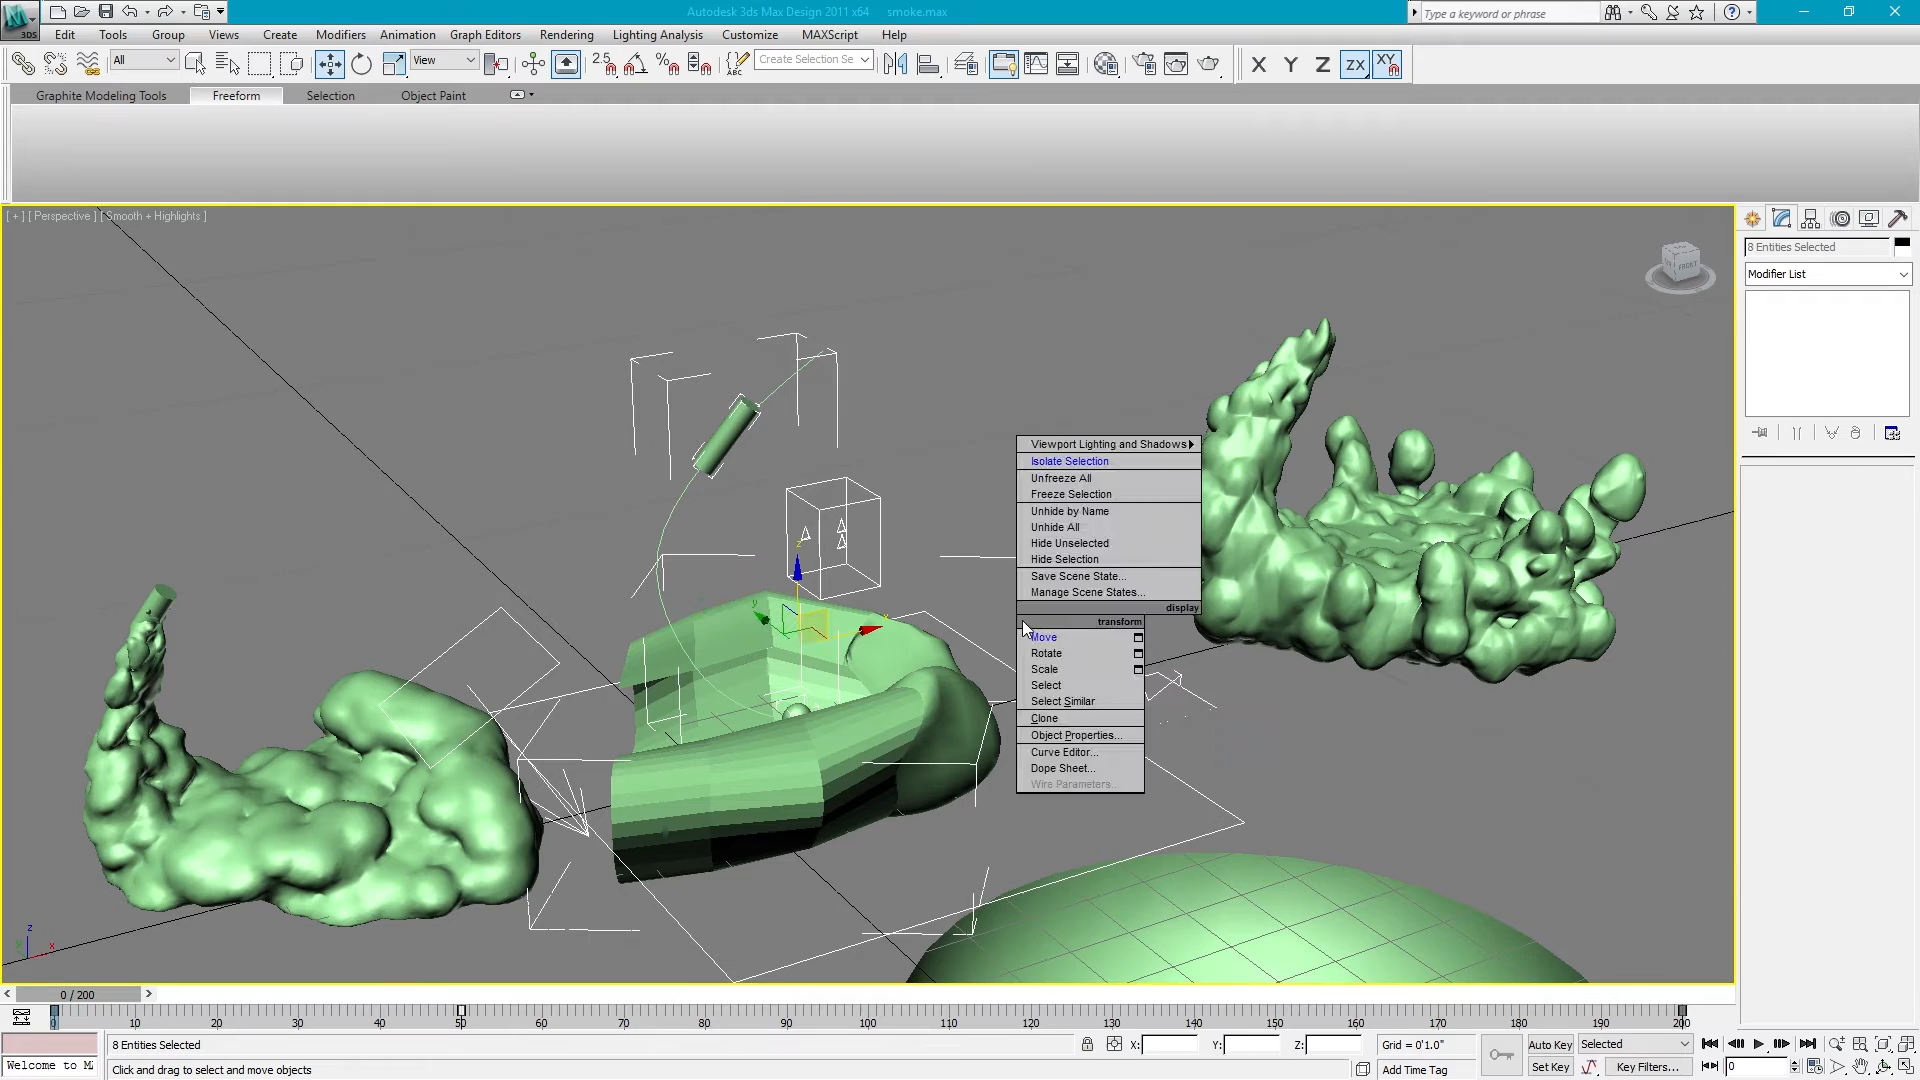 3DS
Autodesk 3ds Max Design 2011 x64 smoke.max
Type a keyword or phrase
Edit Tools Group Views Create Modifiers Animation Graph Editors Rendering Lighting Analysis Customize MAXScript Help
All View 2.5 ABC Create Selection Se X Y Z ZX XY
Graphite Modeling Tools Freeform Selection Object Paint
[ + ] [ Perspective ] [ Smooth + Highlights ]
FRONT
8 Entities Selected
Modifier List
Viewport Lighting and Shadows
Isolate Selection
Unfreeze All
Freeze Selection
Unhide by Name
Unhide All
Hide Unselected
Hide Selection
Save Scene State...
Manage Scene States...
display
transform
Move
Rotate
Scale
Select
Select Similar
Clone
Object Properties...
Curve Editor...
Dope Sheet...
Wire Parameters...
z
y
x
z
y
x
0 / 200
0 10 20 30 40 50 60 70 80 90 100 110 120 130 140 150 160 170 180 190 200
8 Entities Selected X: Y: Z: Grid = 0'1.0" Auto Key Selected
Welcome to M
Click and drag to select and move objects Add Time Tag Set Key Key Filters... 0